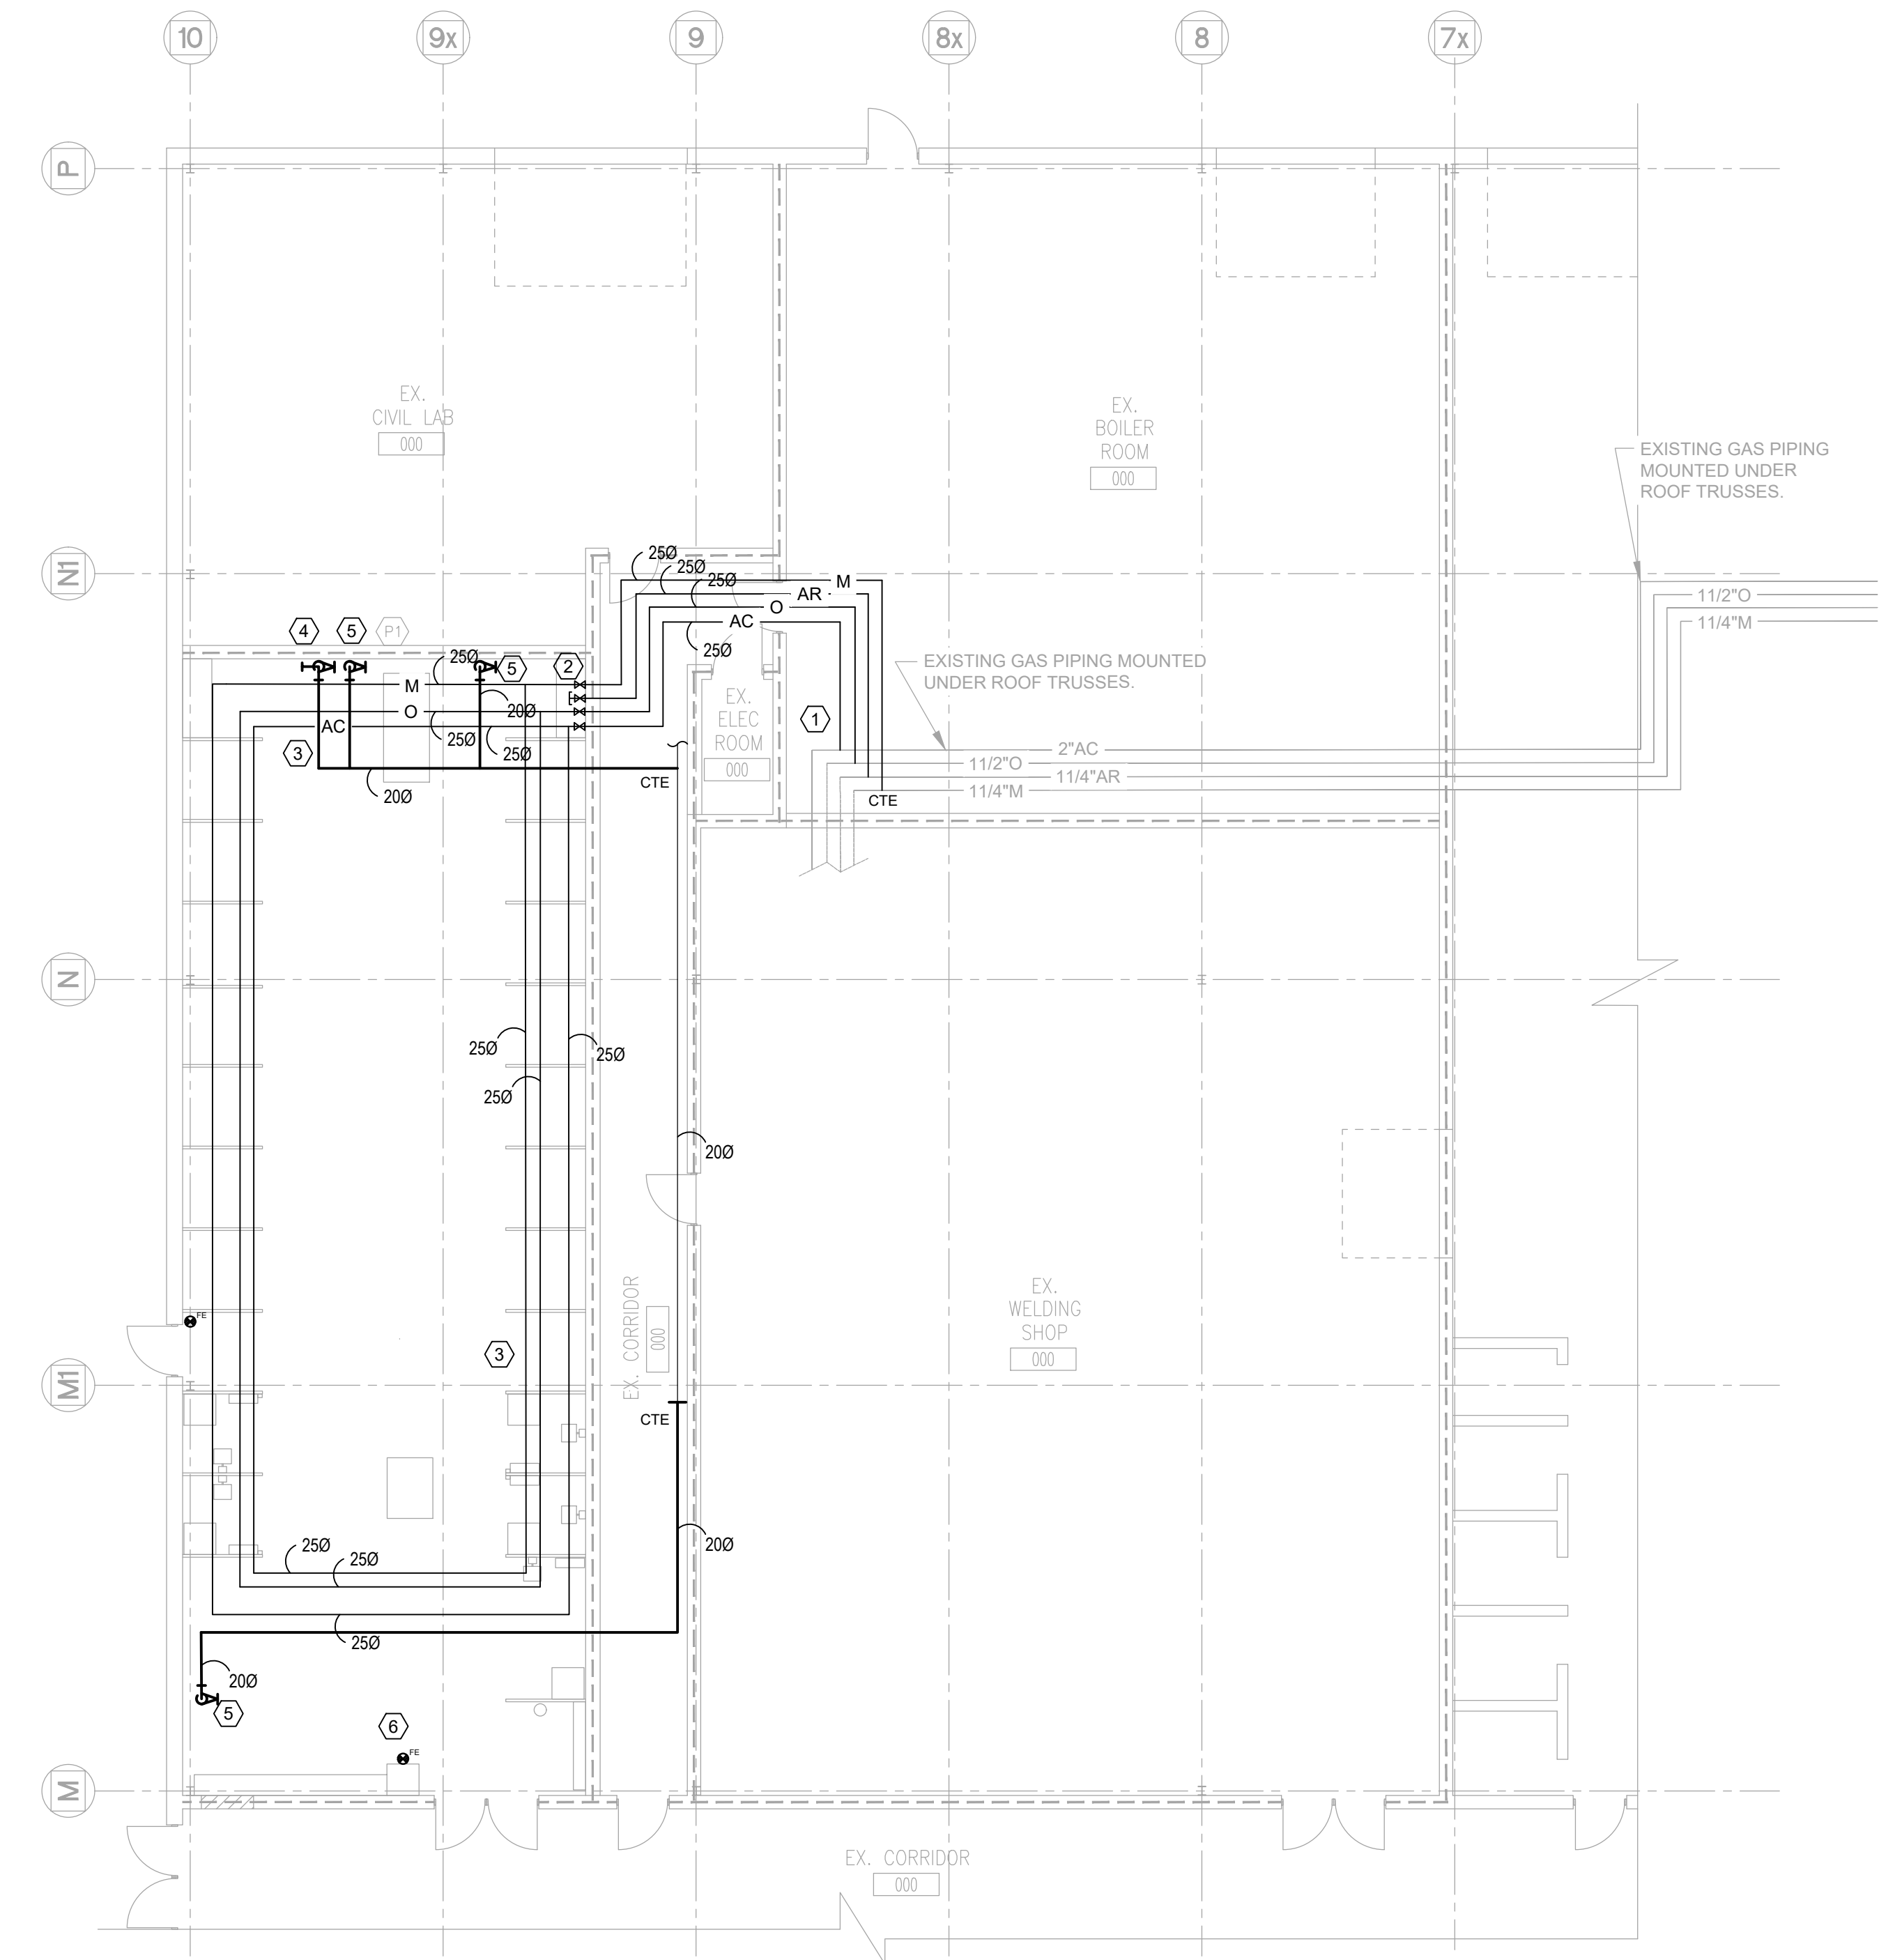 10
9x
9
8x
8
7x
P
EX.
CIVIL LAB
000
EX.
BOILER
ROOM
000
EXISTING GAS PIPING
MOUNTED UNDER
ROOF TRUSSES.
N1
25Ø
25Ø
25Ø
M
AR
O
AC
25Ø
11/2"O
11/4"M
4
5
P1
25Ø
5
2
M
O
20Ø
AC
25Ø
25Ø
3
20Ø
CTE
EX.
ELEC
ROOM
000
1
EXISTING GAS PIPING MOUNTED
UNDER ROOF TRUSSES.
2"AC
11/2"O
11/4"AR
11/4"M
CTE
N
25Ø
25Ø
25Ø
20Ø
FE
EX. CORRIDOR
000
EX.
WELDING
SHOP
000
3
M1
CTE
25Ø
25Ø
20Ø
25Ø
20Ø
5
6
FE
M
EX. CORRIDOR
000